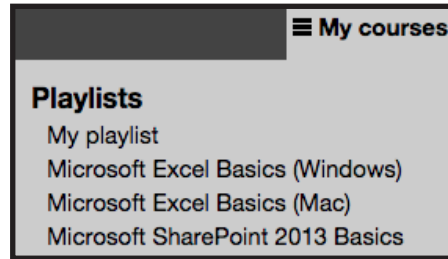 My courses
Playlists
My playlist
Microsoft Excel Basics (Windows)
Microsoft Excel Basics (Mac)
Microsoft SharePoint 2013 Basics